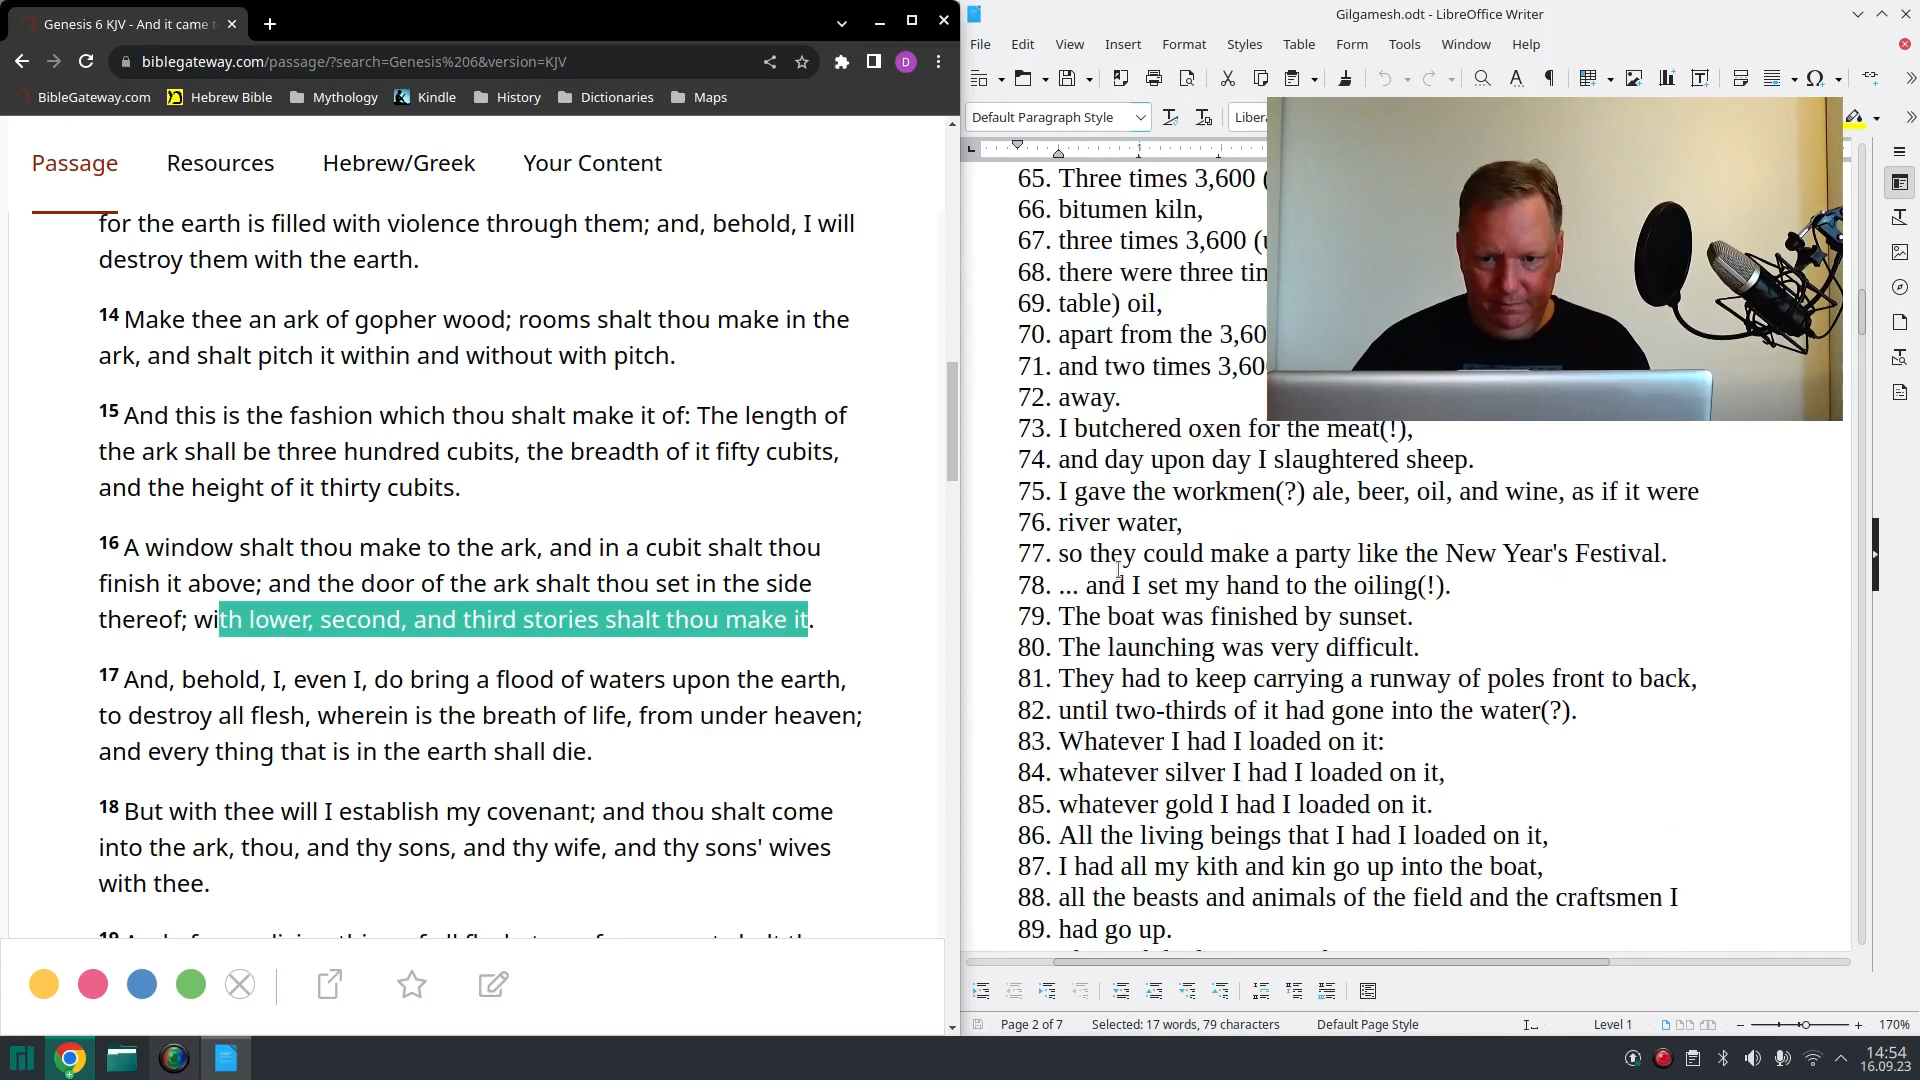 Genesis 6 KJV - And it came t
biblegateway.com/passage/?search=Genesis%206&version=KJV
D
BibleGateway.com
Hebrew Bible
Mythology
Kindle
History
Dictionaries
Maps
Passage
Resources
Hebrew/Greek
Your Content
for the earth is filled with violence through them; and, behold, I will
destroy them with the earth.
14 Make thee an ark of gopher wood; rooms shalt thou make in the
ark, and shalt pitch it within and without with pitch.
15 And this is the fashion which thou shalt make it of: The length of
the ark shall be three hundred cubits, the breadth of it fifty cubits,
and the height of it thirty cubits.
16 A window shalt thou make to the ark, and in a cubit shalt thou
finish it above; and the door of the ark shalt thou set in the side
thereof; with lower, second, and third stories shalt thou make it.
17 And, behold, I, even I, do bring a flood of waters upon the earth,
to destroy all flesh, wherein is the breath of life, from under heaven;
and every thing that is in the earth shall die.
18 But with thee will I establish my covenant; and thou shalt come
into the ark, thou, and thy sons, and thy wife, and thy sons' wives
with thee.
Gilgamesh.odt - LibreOffice Writer
File
Edit
View
Insert
Format
Styles
Table
Form
Tools
Window
Help
Default Paragraph Style
Libera
65. Three times 3,600 (
66. bitumen kiln,
67. three times 3,600 (u
68. there were three tim
69. table) oil,
70. apart from the 3,60
71. and two times 3,60
72. away.
73. I butchered oxen for the meat(!),
74. and day upon day I slaughtered sheep.
75. I gave the workmen(?) ale, beer, oil, and wine, as if it were
76. river water,
77. so they could make a party like the New Year's Festival.
78. ... and I set my hand to the oiling(!).
79. The boat was finished by sunset.
80. The launching was very difficult.
81. They had to keep carrying a runway of poles front to back,
82. until two-thirds of it had gone into the water(?).
83. Whatever I had I loaded on it:
84. whatever silver I had I loaded on it,
85. whatever gold I had I loaded on it.
86. All the living beings that I had I loaded on it,
87. I had all my kith and kin go up into the boat,
88. all the beasts and animals of the field and the craftsmen I
89. had go up.
Page 2 of 7
Selected: 17 words, 79 characters
Default Page Style
Level 1
170%
14:54
16.09.23